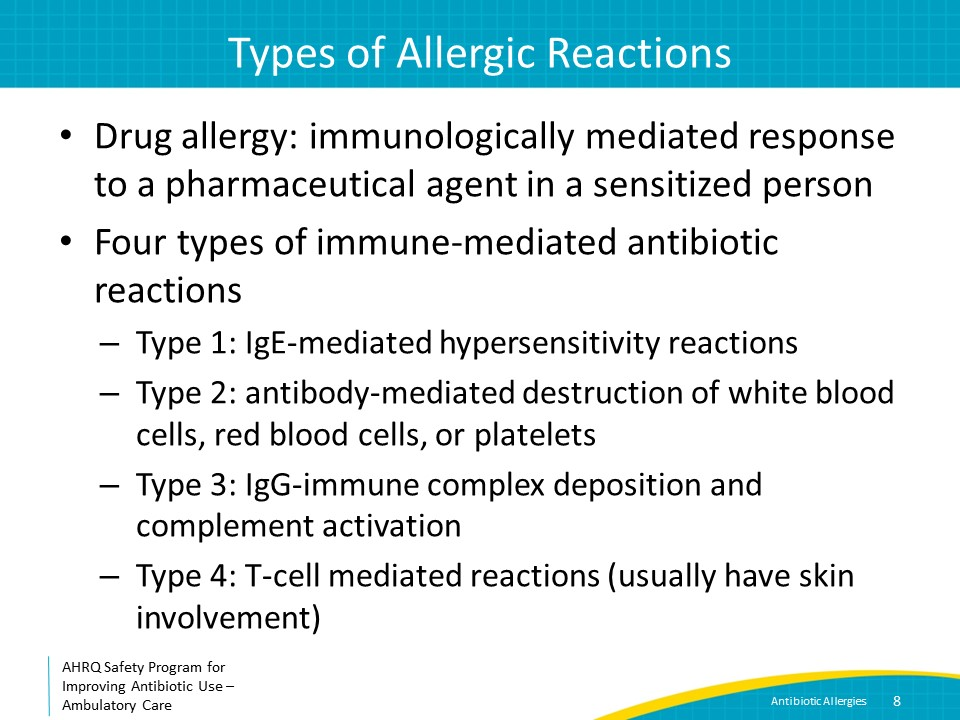 Types of Allergic Reactions
• Drug allergy: immunologically mediated response
to a pharmaceutical agent in a sensitized person
• Four types of immune-mediated antibiotic
reactions
– Type 1: IgE-mediated hypersensitivity reactions
– Type 2: antibody-mediated destruction of white blood
cells, red blood cells, or platelets
– Type 3: IgG-immune complex deposition and
complement activation
– Type 4: T-cell mediated reactions (usually have skin
involvement)
AHRQ Safety Program for
Improving Antibiotic Use –
Ambulatory Care
Antibiotic Allergies 8